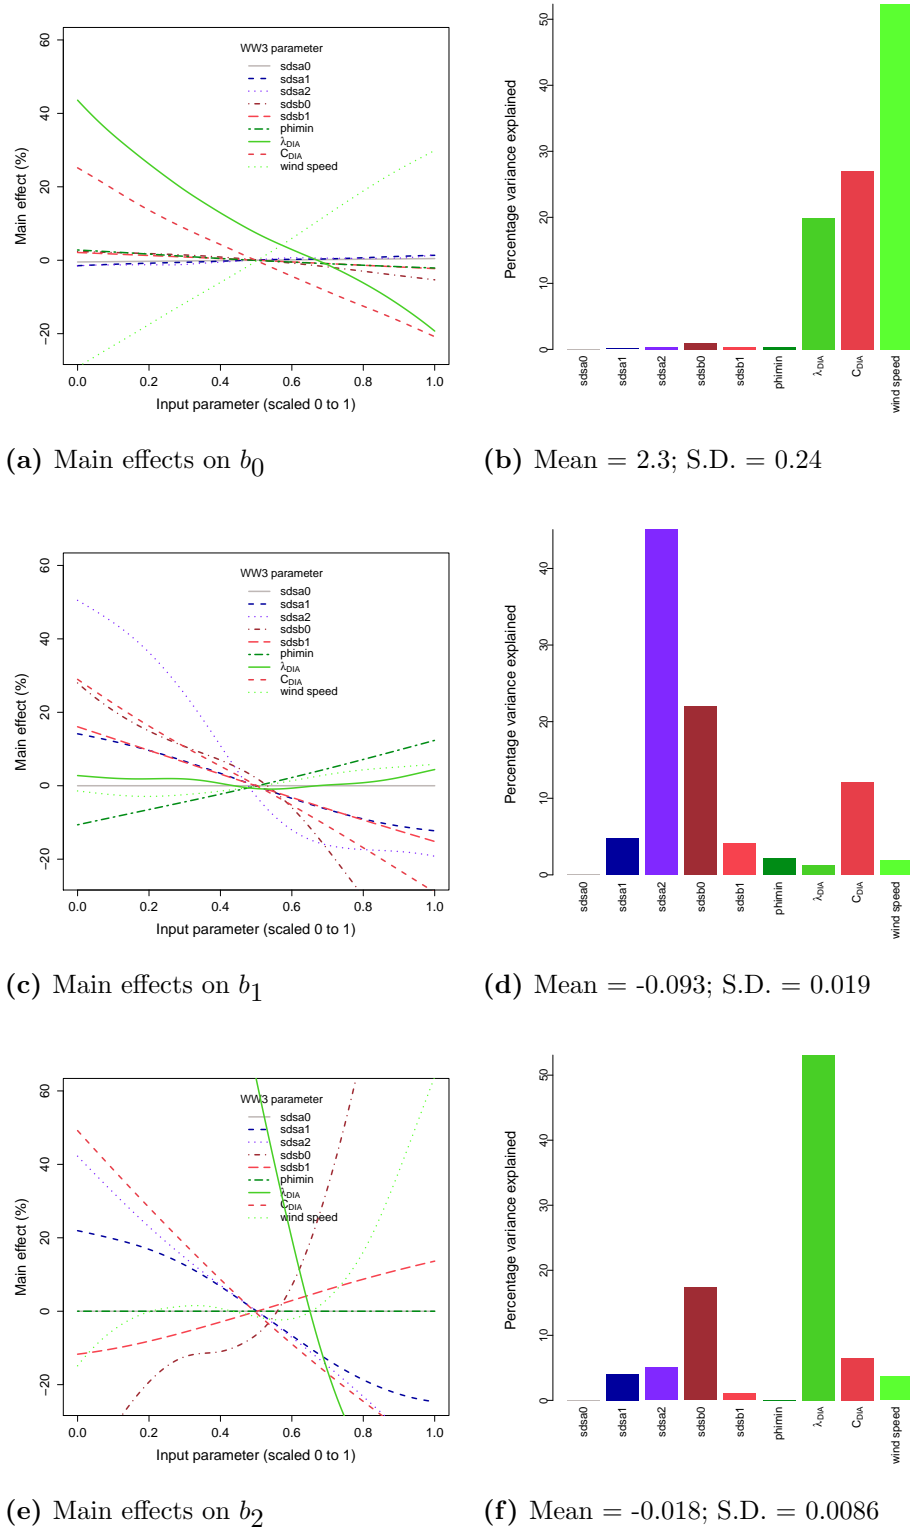 WW3 parameter
sdsa0
sdsa1
sdsa2
sdsb0
sdsb1
phimin
λDIA
CDIA
wind speed
Main effect (%)
60
40
20
0
−20
0.0 0.2 0.4 0.6 0.8 1.0
Input parameter (scaled 0 to 1)
Percentage variance explained
50
40
30
20
10
0
sdsa0 sdsa1 sdsa2 sdsb0 sdsb1 phimin λDIA CDIA wind speed
(a) Main effects on b0
(b) Mean = 2.3; S.D. = 0.24
WW3 parameter
sdsa0
sdsa1
sdsa2
sdsb0
sdsb1
phimin
λDIA
CDIA
wind speed
Main effect (%)
60
40
20
0
−20
0.0 0.2 0.4 0.6 0.8 1.0
Input parameter (scaled 0 to 1)
Percentage variance explained
40
30
20
10
0
sdsa0 sdsa1 sdsa2 sdsb0 sdsb1 phimin λDIA CDIA wind speed
(c) Main effects on b1
(d) Mean = -0.093; S.D. = 0.019
WW3 parameter
sdsa0
sdsa1
sdsa2
sdsb0
sdsb1
phimin
λDIA
CDIA
wind speed
Main effect (%)
60
40
20
0
−20
0.0 0.2 0.4 0.6 0.8 1.0
Input parameter (scaled 0 to 1)
Percentage variance explained
50
40
30
20
10
0
sdsa0 sdsa1 sdsa2 sdsb0 sdsb1 phimin λDIA CDIA wind speed
(e) Main effects on b2
(f) Mean = -0.018; S.D. = 0.0086